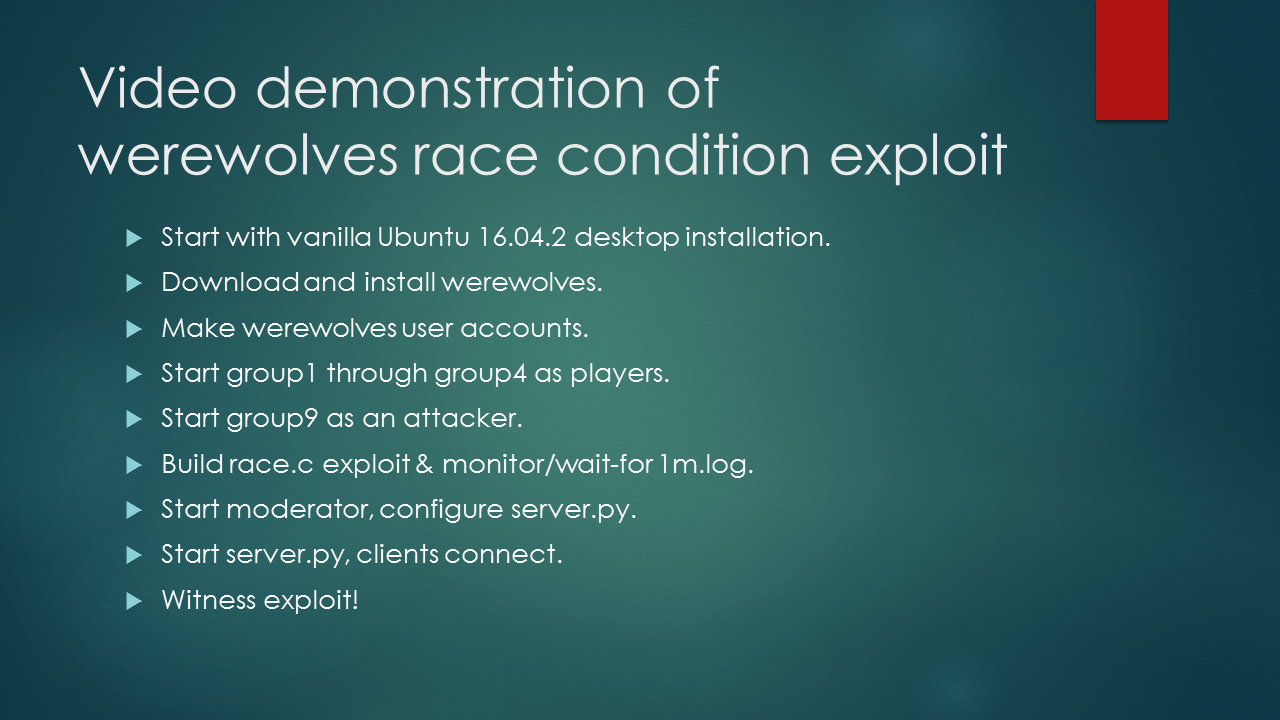 Video demonstration of
werewolves race condition exploit
Start with vanilla Ubuntu 16.04.2 desktop installation.
Download and install werewolves.
Make werewolves user accounts.
Start group1 through group4 as players.
Start group9 as an attacker.
Build race.c exploit & monitor/wait-for 1m.log.
Start moderator, configure server.py.
Start server.py, clients connect.
Witness exploit!